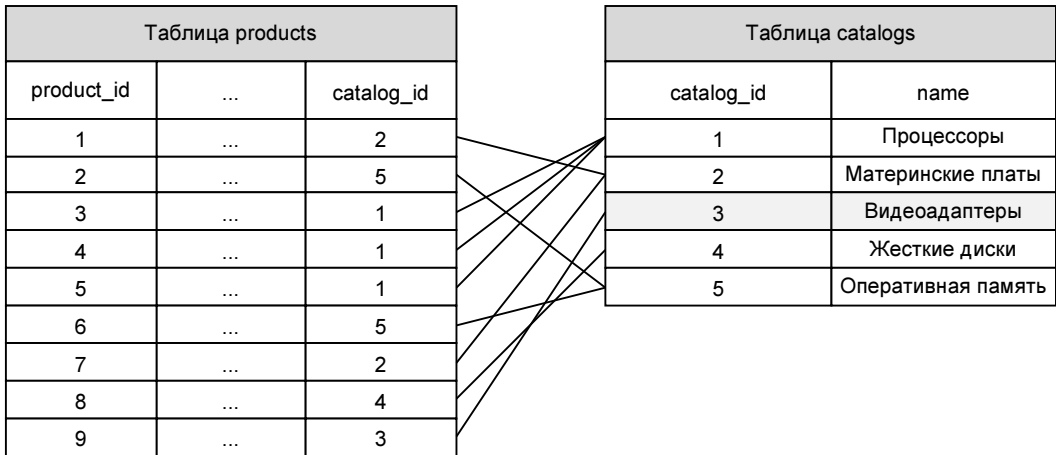 Таблица products
product_id ... catalog_id
1 ... 2
2 ... 5
3 ... 1
4 ... 1
5 ... 1
6 ... 5
7 ... 2
8 ... 4
9 ... 3
Таблица catalogs
catalog_id name
1 Процессоры
2 Материнские платы
3 Видеоадаптеры
4 Жесткие диски
5 Оперативная память